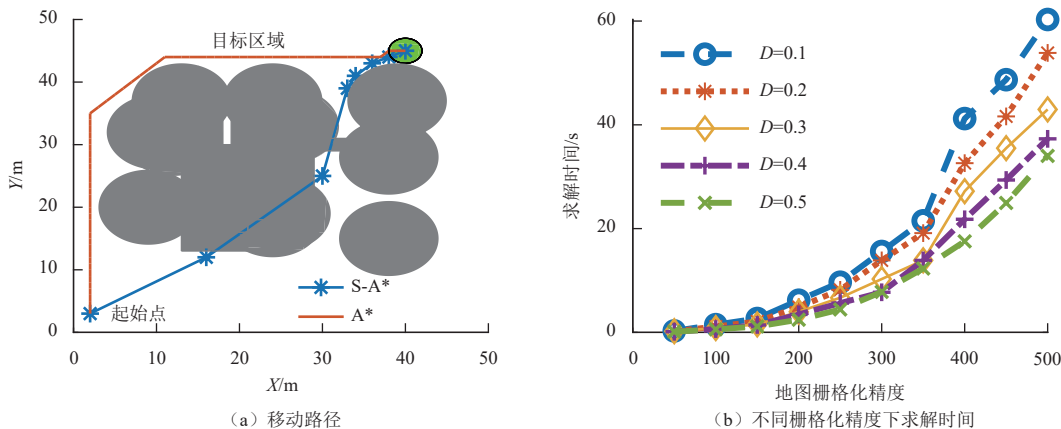 50
40
30
20
10
0
Y/m
目标区域
起始点
S-A*
A*
0
10
20
30
40
50
X/m
（a）移动路径
60
40
20
0
求解时间/s
D=0.1
D=0.2
D=0.3
D=0.4
D=0.5
0
100
200
300
400
500
地图栅格化精度
（b）不同栅格化精度下求解时间